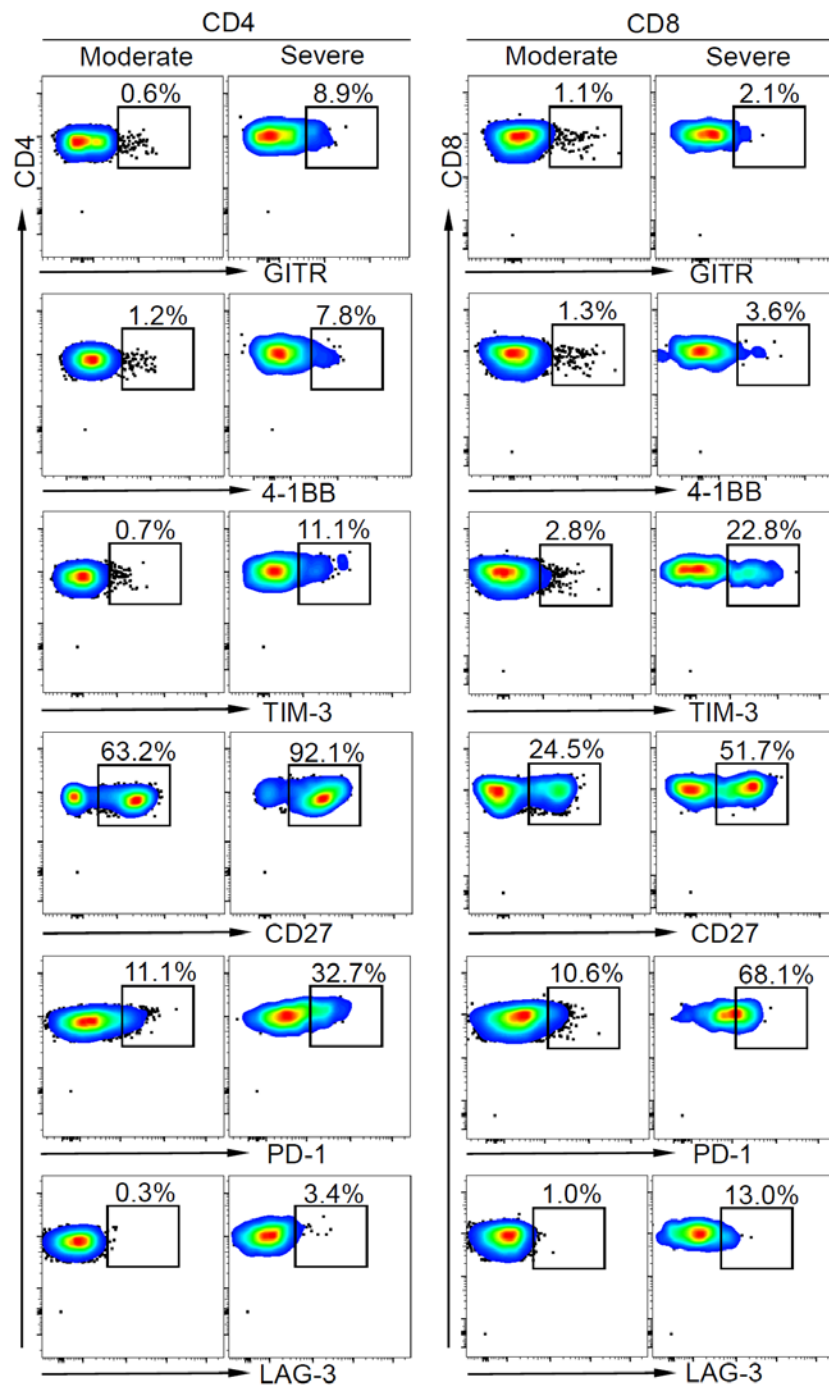 CD4 CD8
Moderate Severe Moderate Severe
0.6% 8.9% 1.1% 2.1%
CD4 CD8
GITR GITR
1.2% 7.8% 1.3% 3.6%
4-1BB 4-1BB
0.7% 11.1% 2.8% 22.8%
TIM-3 TIM-3
63.2% 92.1% 24.5% 51.7%
CD27 CD27
11.1% 32.7% 10.6% 68.1%
PD-1 PD-1
0.3% 3.4% 1.0% 13.0%
LAG-3 LAG-3